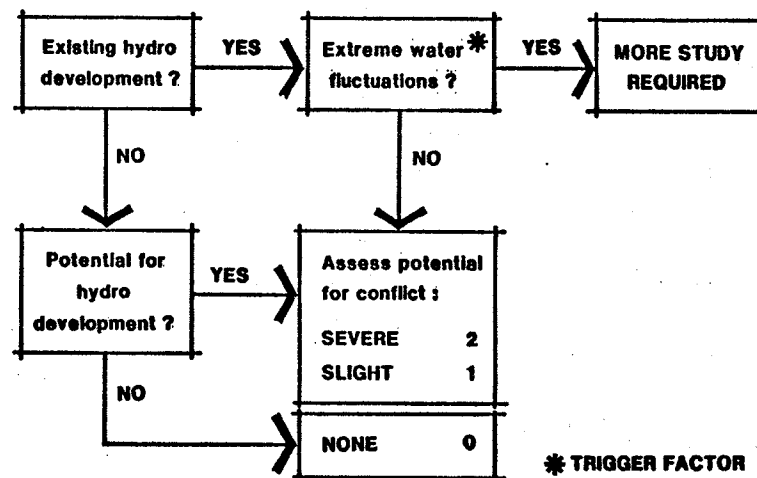 Existing hydro
development ?
YES
Extreme water *
fluctuations ?
YES
MORE STUDY
REQUIRED
NO
NO
Potential for
hydro
development ?
YES
Assess potential
for conflict :
SEVERE 2
SLIGHT 1
NO
NONE 0
* TRIGGER FACTOR